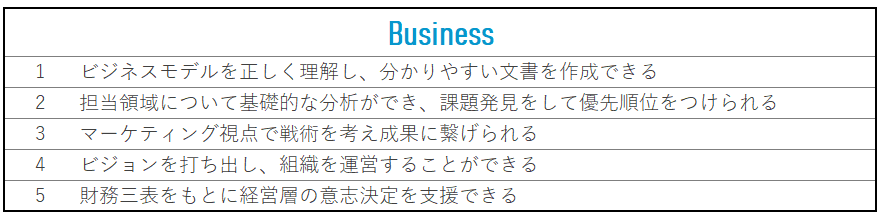 Business
1 ビジネスモデルを正しく理解し、分かりやすい文書を作成できる
2 担当領域について基礎的な分析ができ、課題発見をして優先順位をつけられる
3 マーケティング視点で戦術を考え成果に繋げられる
4 ビジョンを打ち出し、組織を運営することができる
5 財務三表をもとに経営層の意志決定を支援できる